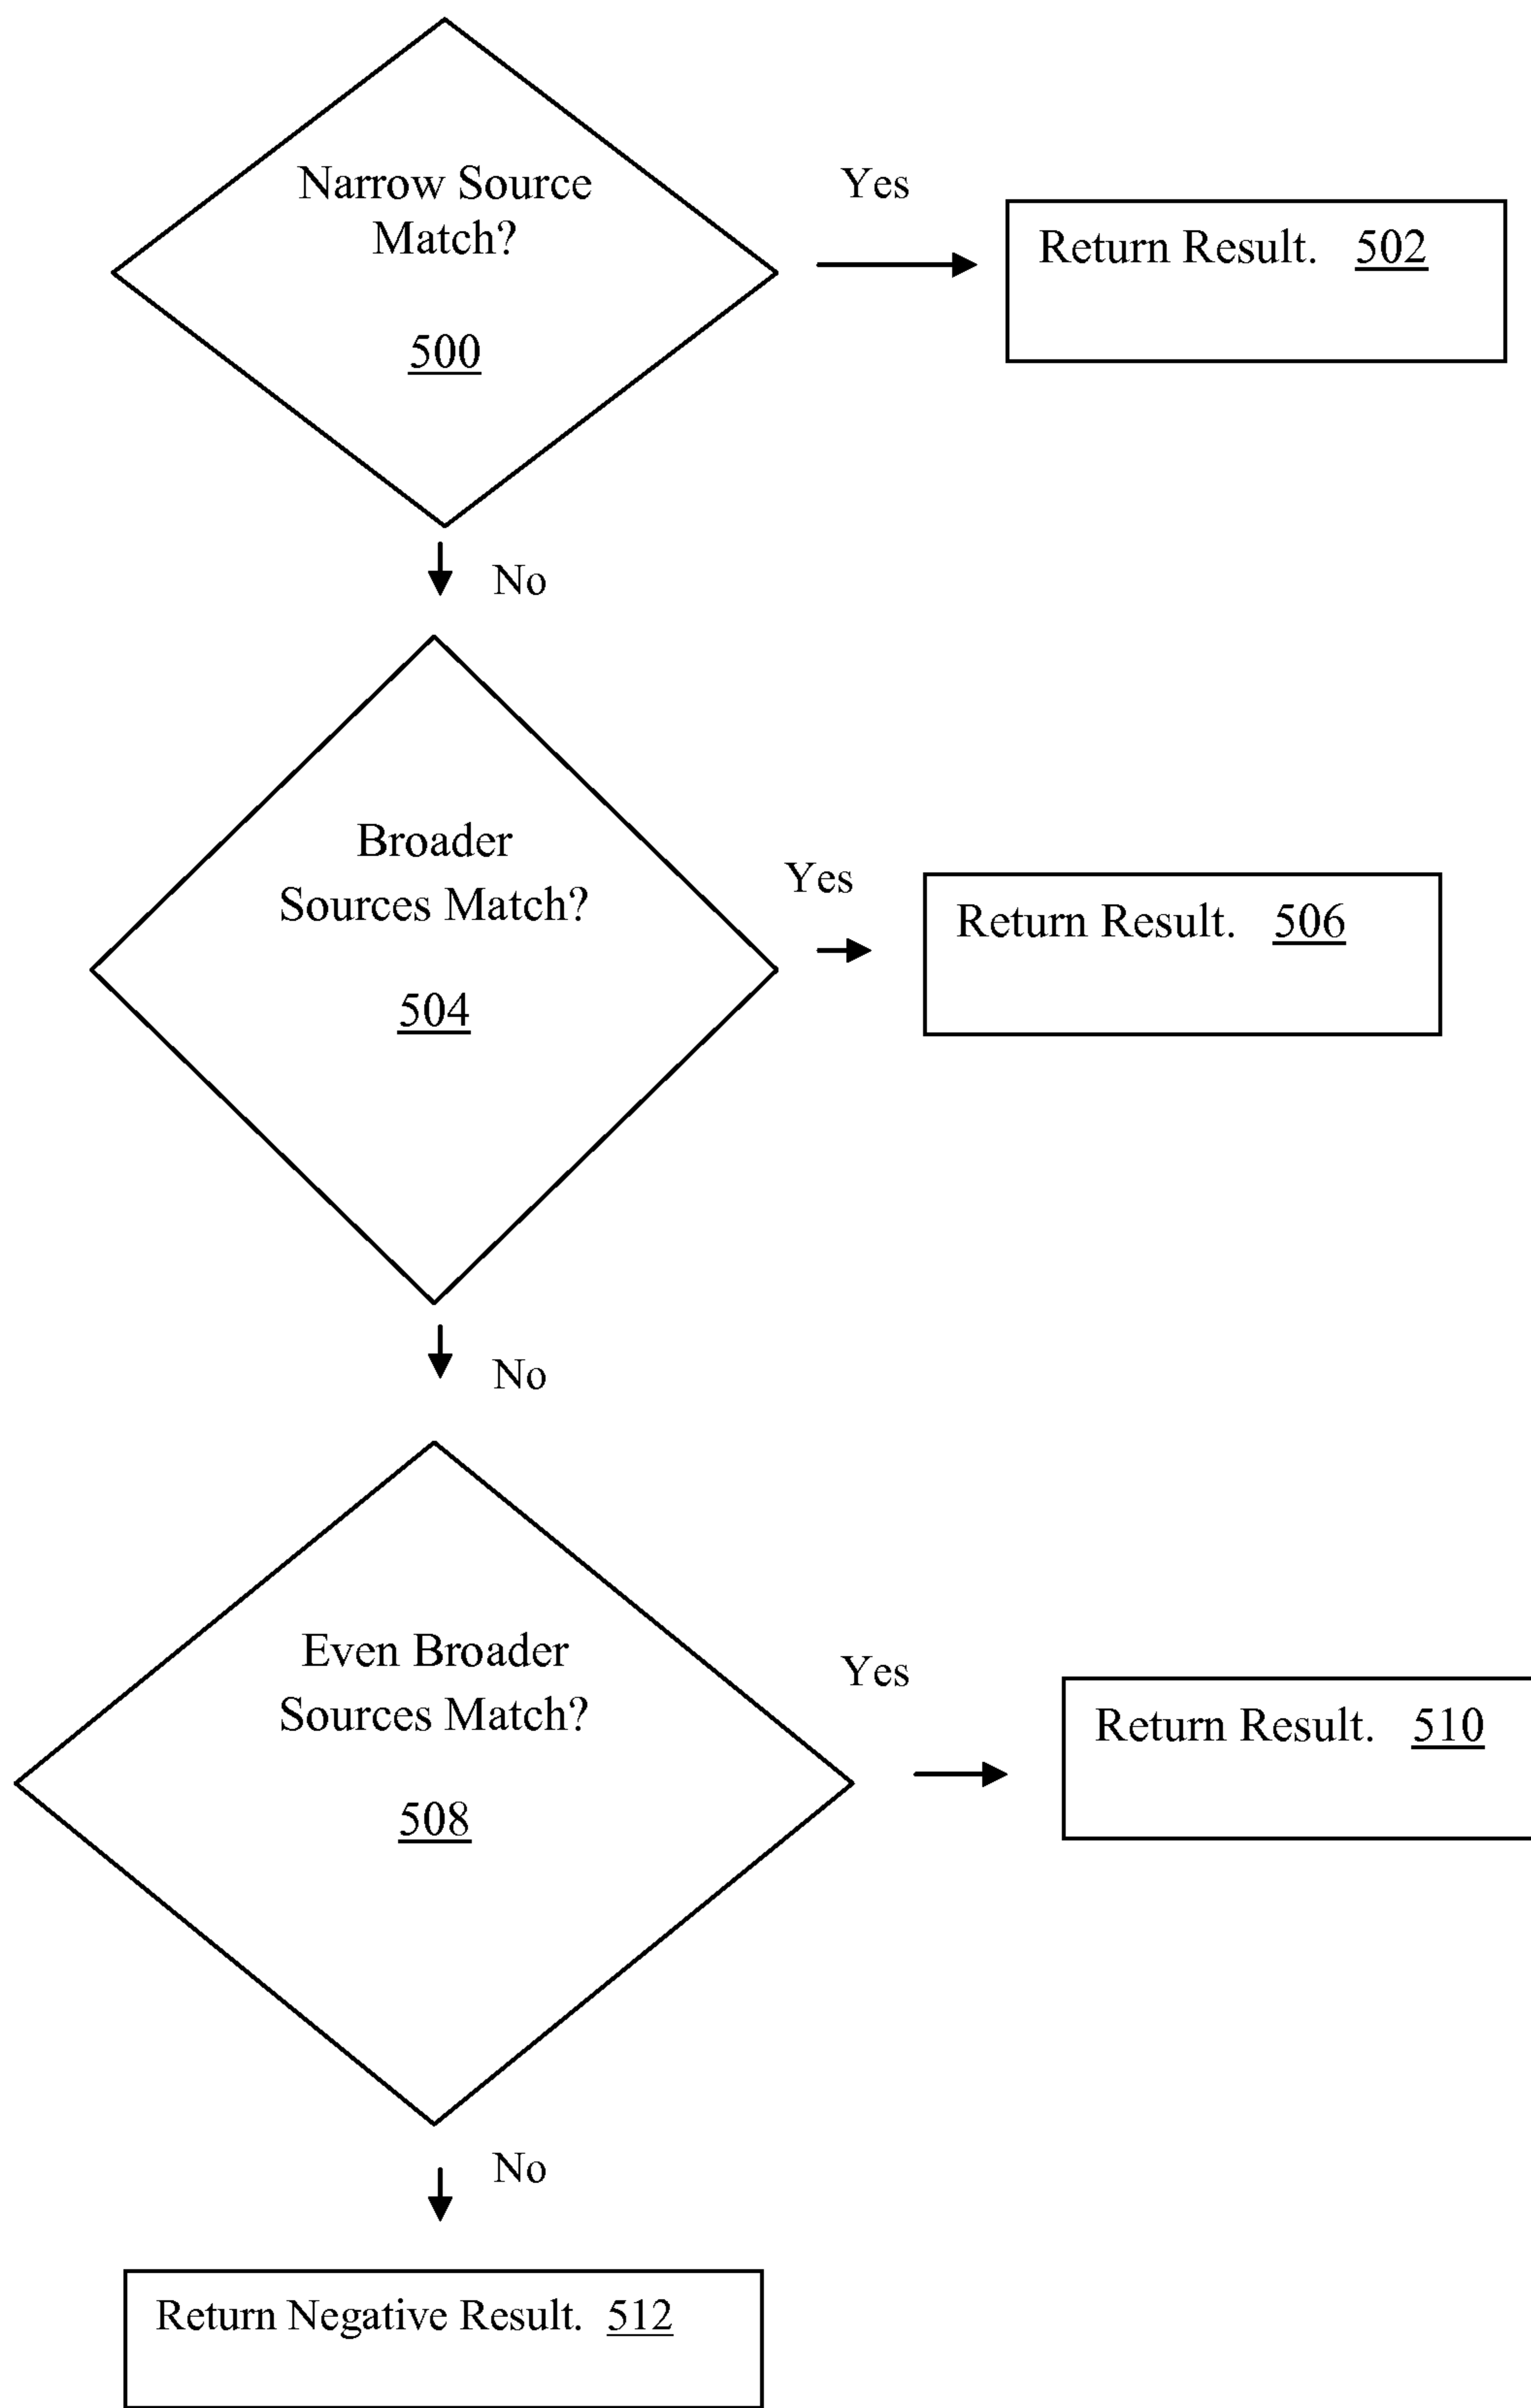 Narrow Source
Match?
500
Yes
Return Result. 502
No
Broader
Sources Match?
504
Yes
Return Result. 506
No
Even Broader
Sources Match?
508
Yes
Return Result. 510
No
Return Negative Result. 512